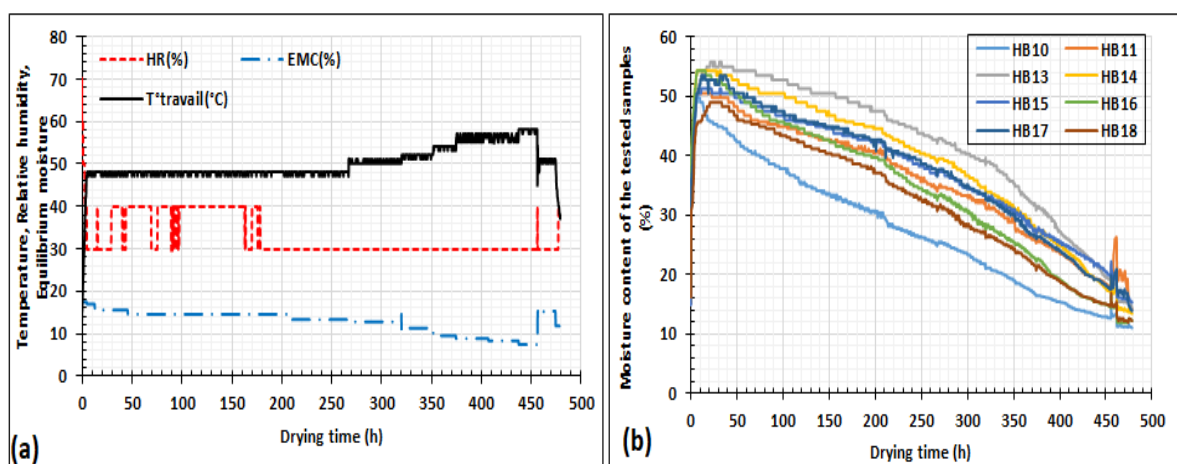 Temperature, Relative humidity,
Equilibrium moisture
80
70
60
50
40
30
20
10
0
HR(%)
EMC(%)
T°travail(°C)
0
50
100
150
200
250
300
350
400
450
500
Drying time (h)
(a)
Moisture content of the tested samples
(%)
60
50
40
30
20
10
0
HB10
HB11
HB13
HB14
HB15
HB16
HB17
HB18
0
50
100
150
200
250
300
350
400
450
500
Drying time (h)
(b)